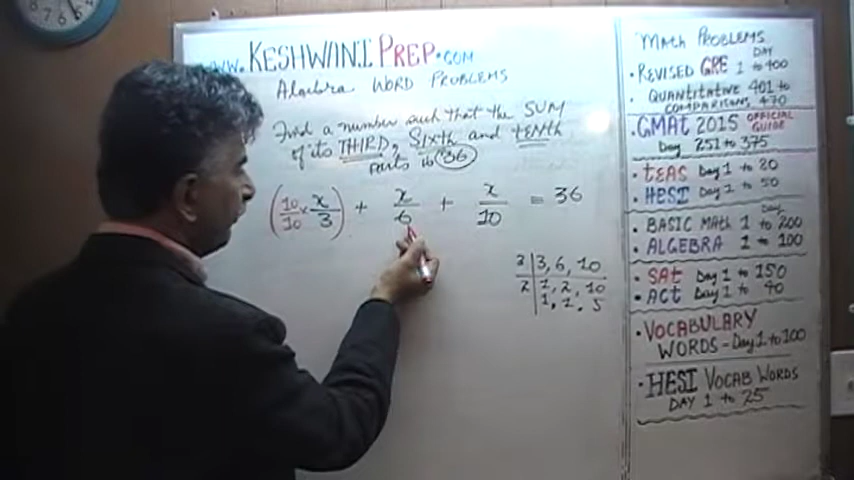 WWW. KESHWANI PREP.COM
Algebra WORD PROBLEMS
Find a number such that the SUM
of its THIRD, SIXth and tENth
parts is 36
(10/10 × x/3) + x/6 + x/10 = 36
3 | 3, 6, 10
2 | 1, 2, 10
1, 1, 5
Math PROBLEMS
• REVISED GRE DAY 1 to 400
• QUANTITATIVE 401 to
COMPARISONS 470
• GMAt 2015 OFFICIAL GUIDE
Day 251 to 375
• tEAS Day 1 to 20
• HESI Day 1 to 50
• BASIC Math Day 1 to 200
• ALGEBRA 1 to 100
• SAt Day 1 to 150
• Act Day 1 to 40
• VOCABULARY
WORDS - Day 1 to 100
• HESI VOCAB WORDS
DAY 1 to 25